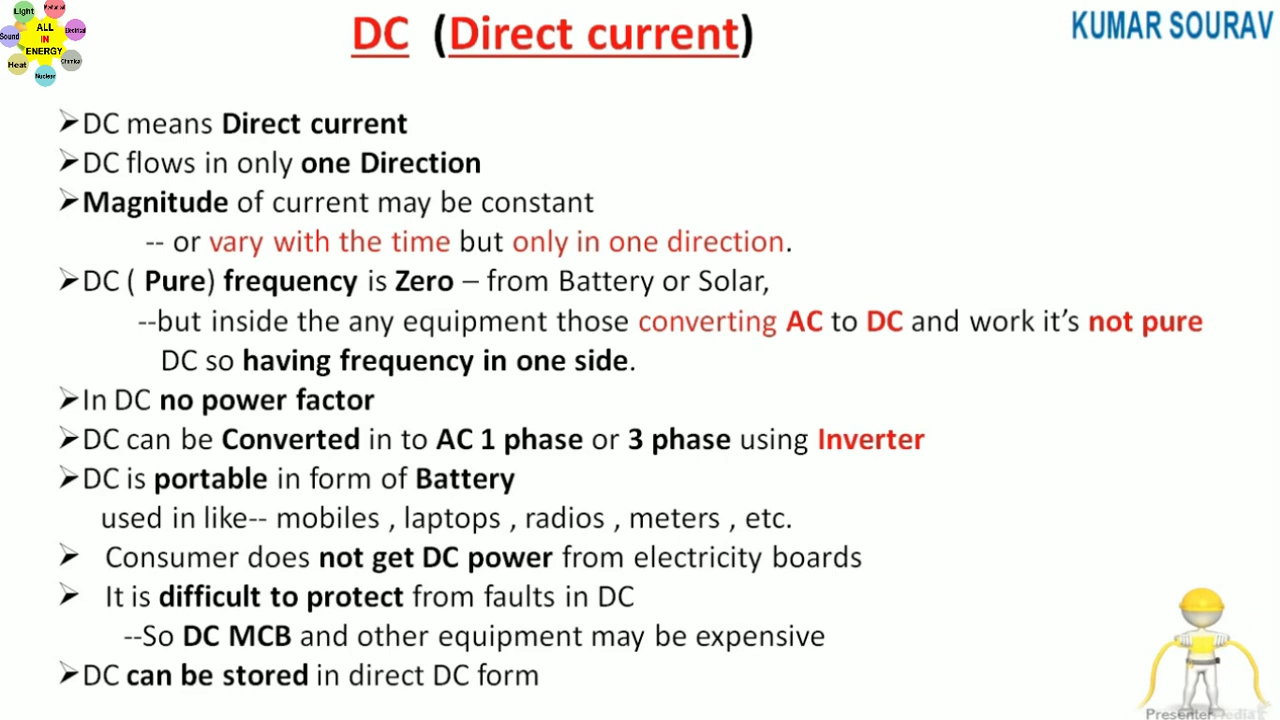 Light
Mechanical
ALL
IN
ENERGY
Electrical
Sound
Chemical
Heat
Nuclear
DC (Direct current)
KUMAR SOURAV
➢DC means Direct current
➢DC flows in only one Direction
➢Magnitude of current may be constant
-- or vary with the time but only in one direction.
➢DC ( Pure) frequency is Zero – from Battery or Solar,
--but inside the any equipment those converting AC to DC and work it’s not pure
DC so having frequency in one side.
➢In DC no power factor
➢DC can be Converted in to AC 1 phase or 3 phase using Inverter
➢DC is portable in form of Battery
used in like-- mobiles , laptops , radios , meters , etc.
➢ Consumer does not get DC power from electricity boards
➢ It is difficult to protect from faults in DC
--So DC MCB and other equipment may be expensive
➢DC can be stored in direct DC form
PresenterMedia